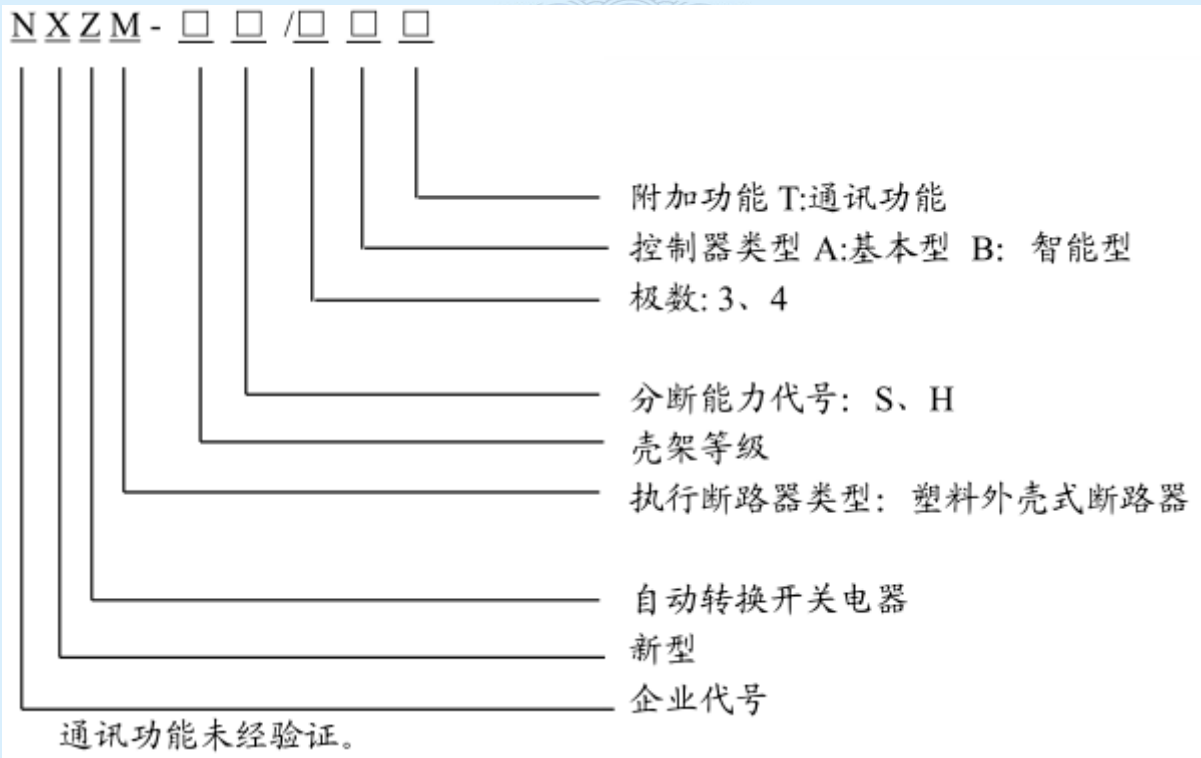 NXZM-□□/□□□
附加功能 T:通讯功能
控制器类型 A:基本型 B: 智能型
极数: 3、4
分断能力代号: S、H
壳架等级
执行断路器类型: 塑料外壳式断路器
自动转换开关电器
新型
企业代号
通讯功能未经验证。